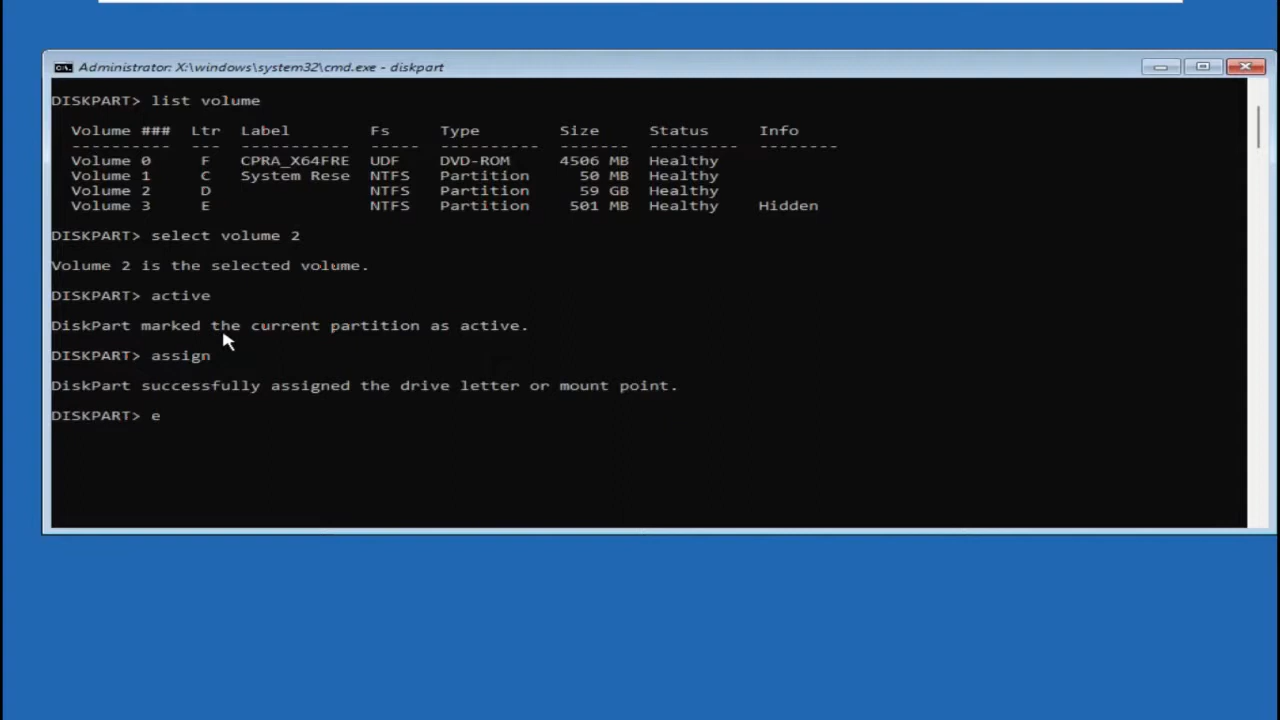 Administrator: X:\windows\system32\cmd.exe - diskpart
DISKPART> list volume
Volume ### Ltr Label Fs Type Size Status Info
---------- --- ----------- ----- ---------- ------- --------- --------
Volume 0 F CPRA_X64FRE UDF DVD-ROM 4506 MB Healthy
Volume 1 C System Rese NTFS Partition 50 MB Healthy
Volume 2 D NTFS Partition 59 GB Healthy
Volume 3 E NTFS Partition 501 MB Healthy Hidden
DISKPART> select volume 2
Volume 2 is the selected volume.
DISKPART> active
DiskPart marked the current partition as active.
DISKPART> assign
DiskPart successfully assigned the drive letter or mount point.
DISKPART> e